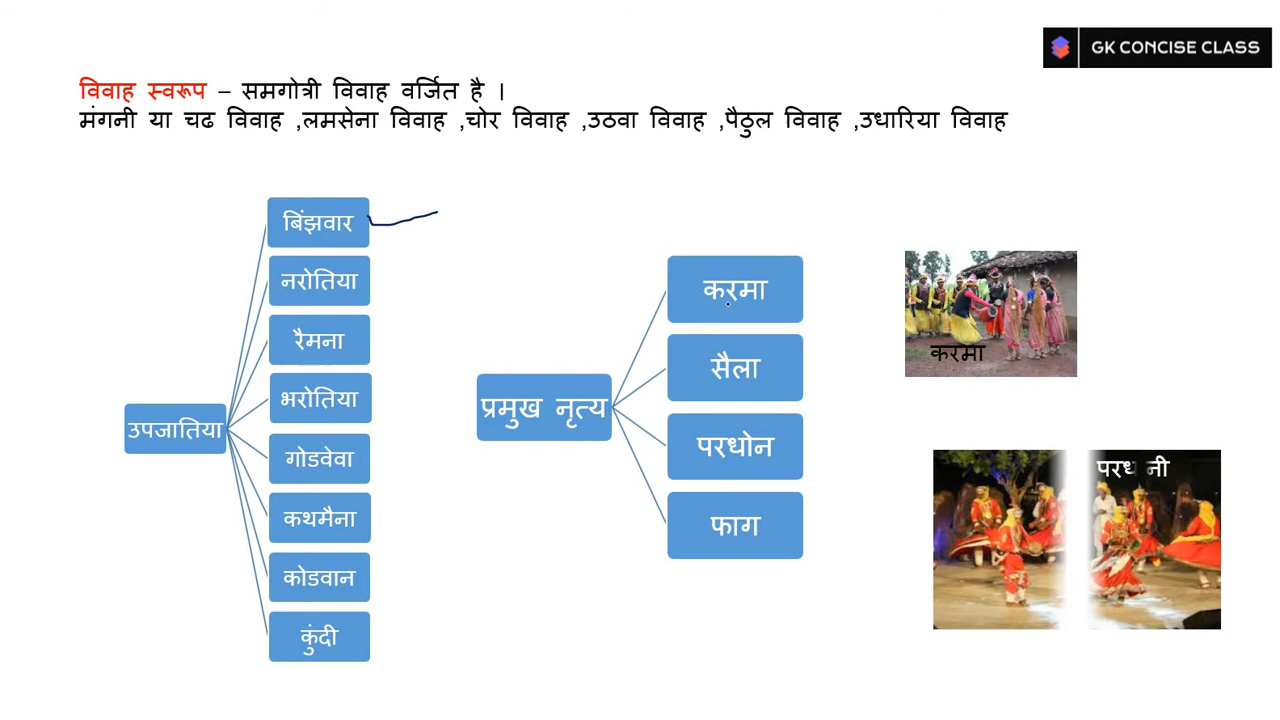 GK CONCISE CLASS
विवाह स्वरूप – समगोत्री विवाह वर्जित है ।
मंगनी या चढ विवाह ,लमसेना विवाह ,चोर विवाह ,उठवा विवाह ,पैठुल विवाह ,उधारिया विवाह
उपजातिया
बिंझवार
नरोतिया
रैमना
भरोतिया
गोडवेवा
कथमैना
कोडवान
कुंदी
प्रमुख नृत्य
करमा
सैला
परधोन
फाग
करमा